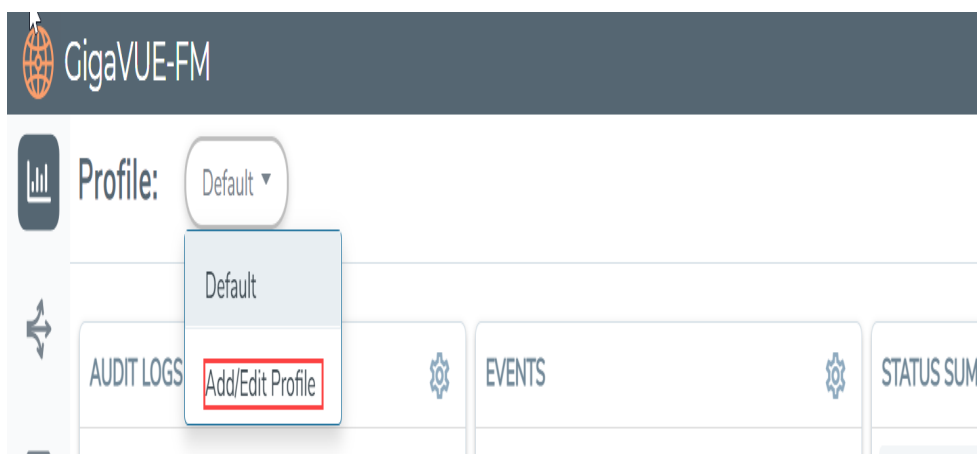 GigaVUE-FM
Profile:
Default
Default
Add/Edit Profile
AUDIT LOGS
EVENTS
STATUS SUM